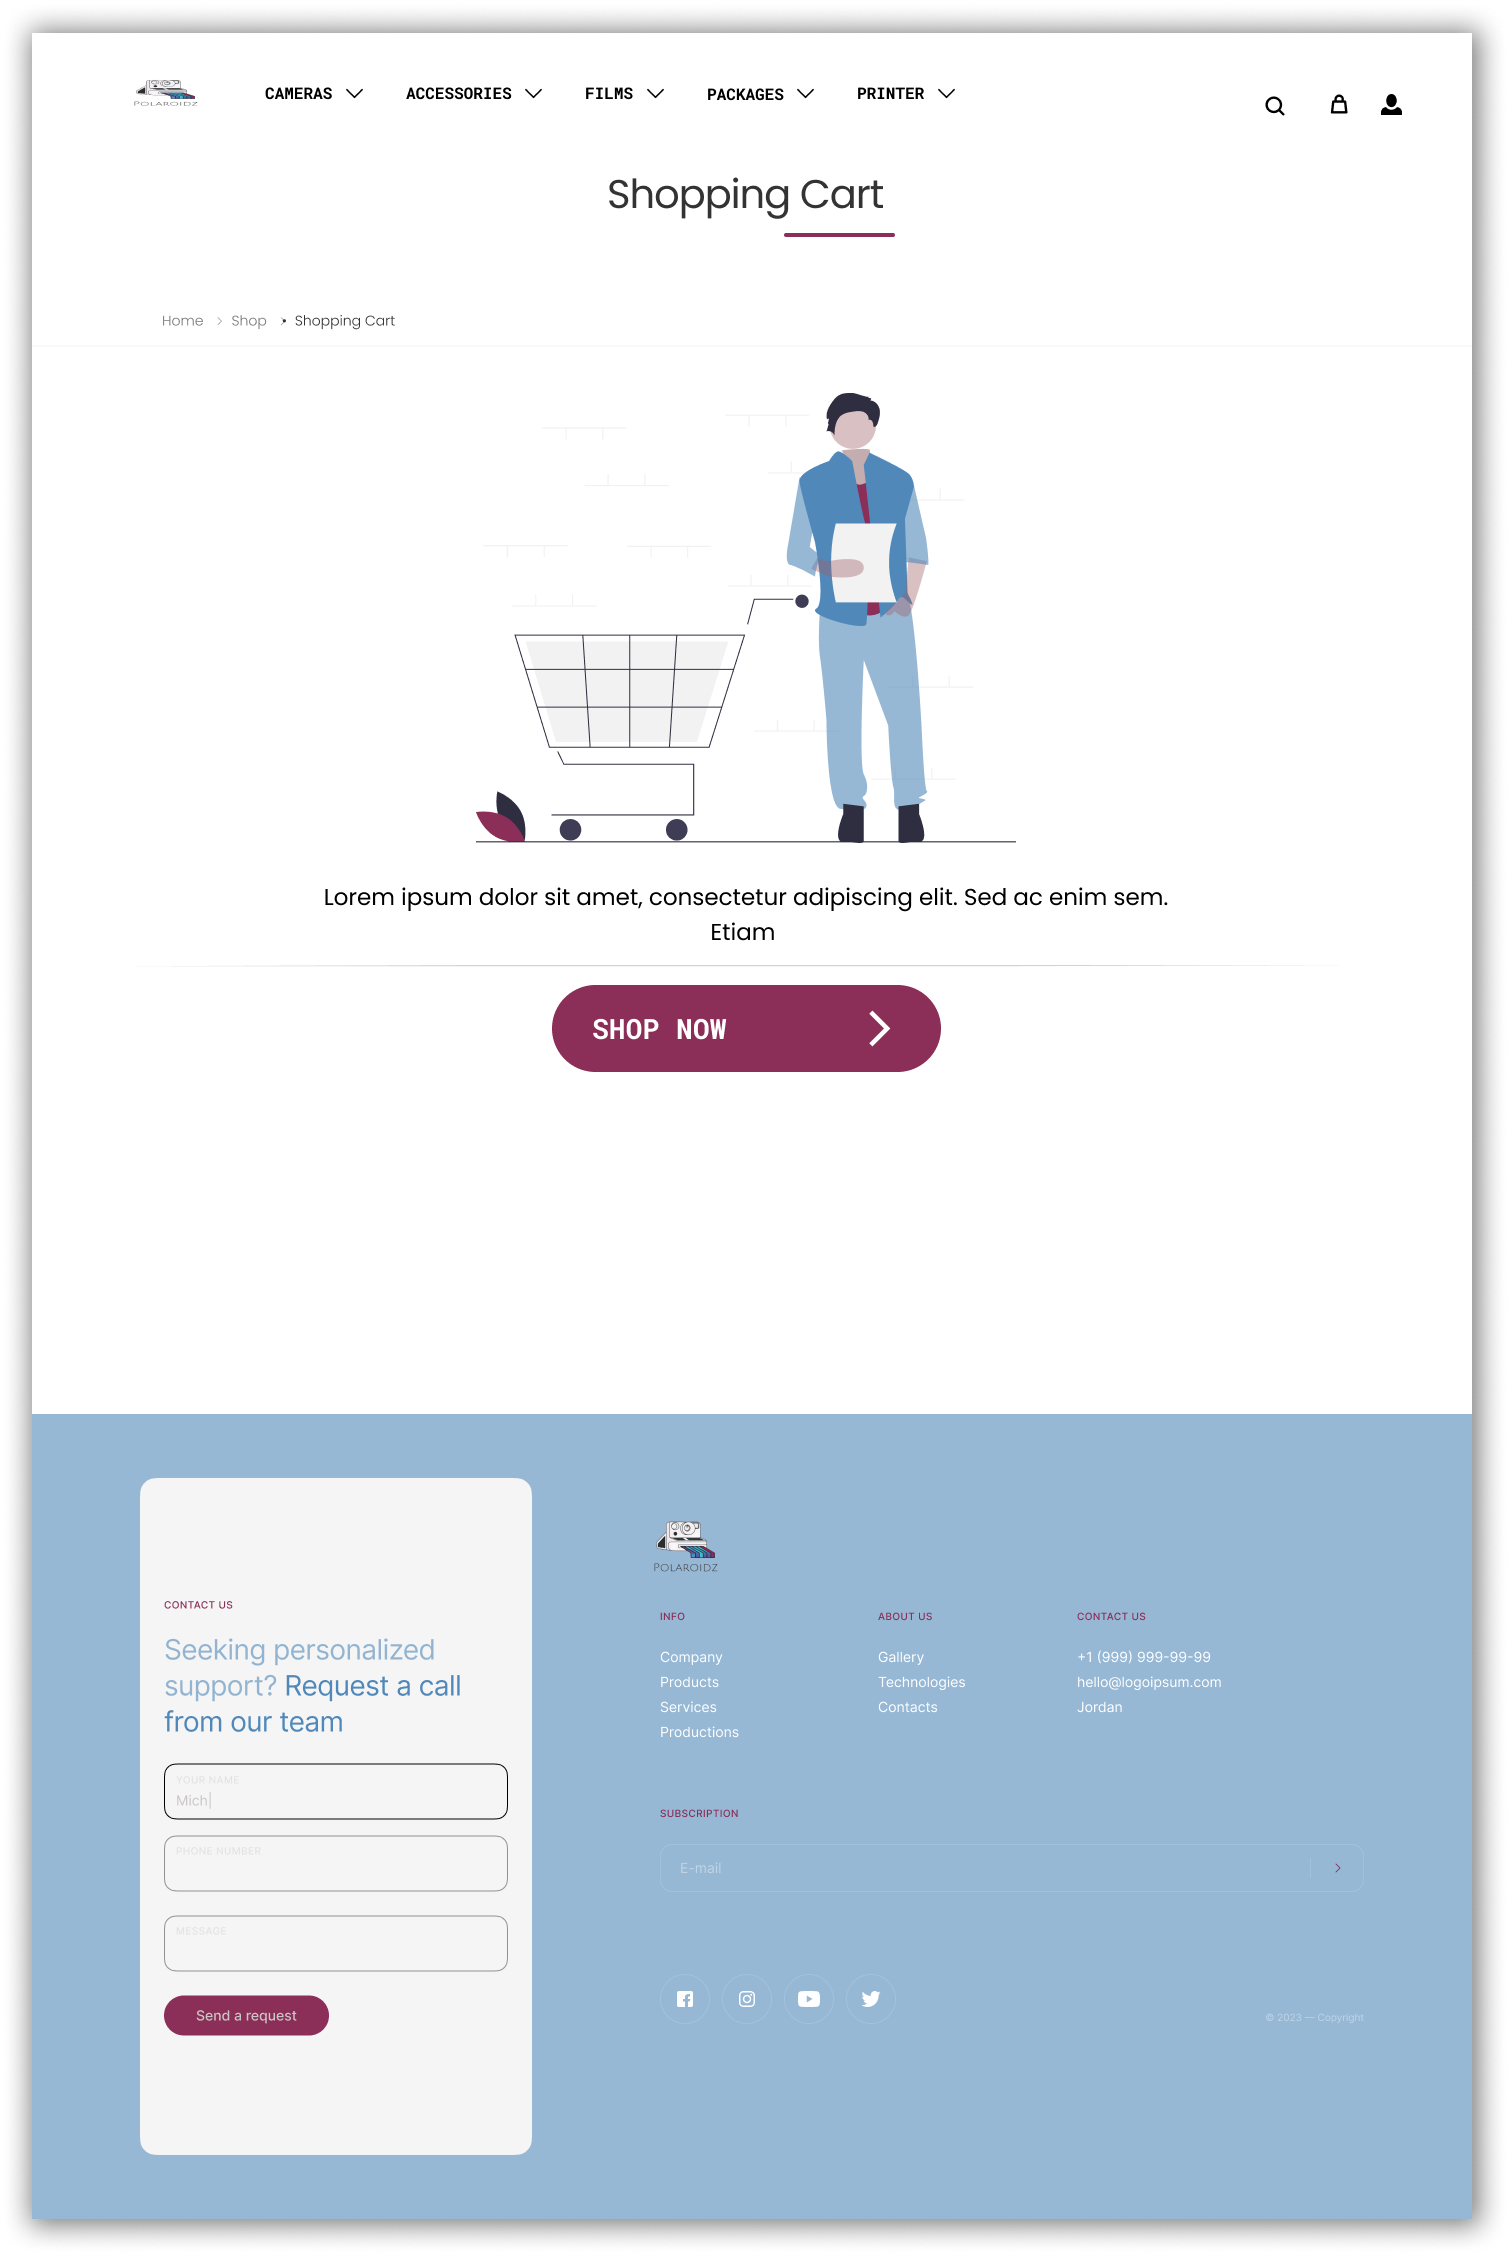 POLAROIDZ
CAMERAS
ACCESSORIES
FILMS
PACKAGES
PRINTER
Shopping Cart
Home
Shop
Shopping Cart
Lorem ipsum dolor sit amet, consectetur adipiscing elit. Sed ac enim sem.
Etiam
SHOP NOW
CONTACT US
Seeking personalized
support? Request a call
from our team
YOUR NAME
Mich
PHONE NUMBER
MESSAGE
Send a request
POLAROIDZ
INFO
Company
Products
Services
Productions
ABOUT US
Gallery
Technologies
Contacts
CONTACT US
+1 (999) 999-99-99
hello@logoipsum.com
Jordan
SUBSCRIPTION
E-mail
© 2023 — Copyright